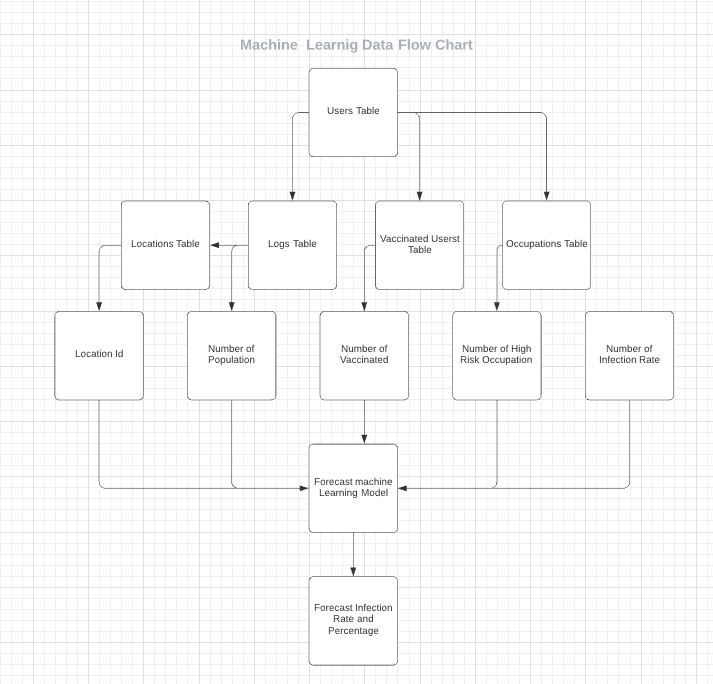 Machine Learnig Data Flow Chart
Users Table
Locations Table
Logs Table
Vaccinated Userst
Table
Occupations Table
Location Id
Number of
Population
Number of
Vaccinated
Number of High
Risk Occupation
Number of
Infection Rate
Forecast machine
Learning Model
Forecast Infection
Rate and
Percentage